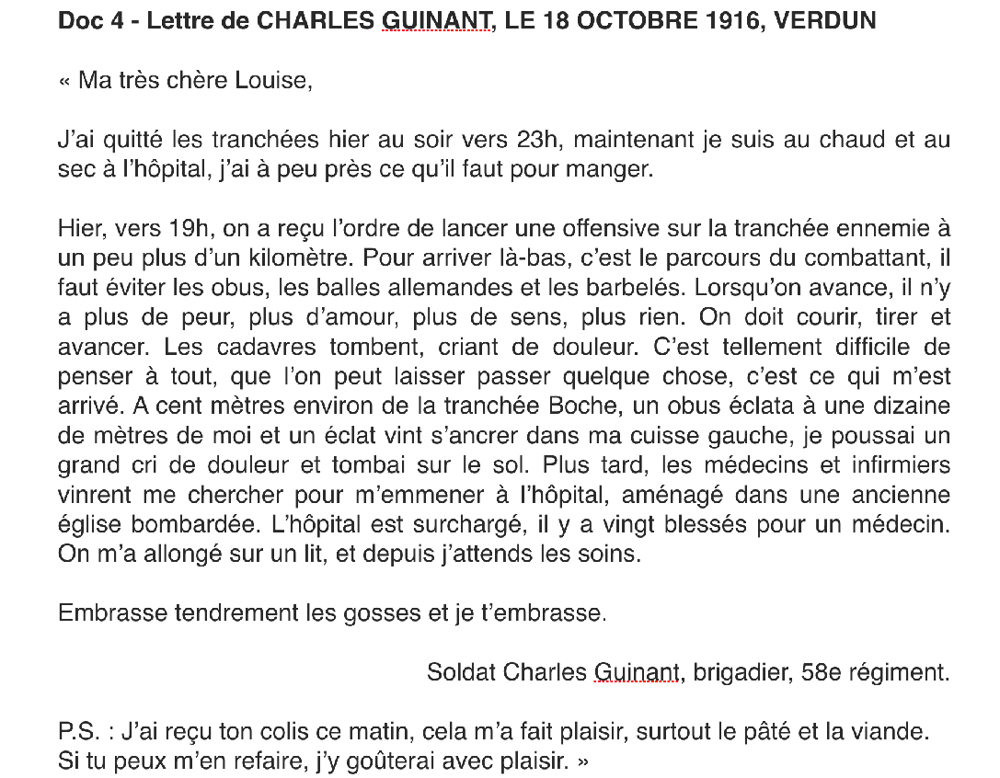 Doc 4 - Lettre de CHARLES GUINANT, LE 18 OCTOBRE 1916, VERDUN
« Ma très chère Louise,
J’ai quitté les tranchées hier au soir vers 23h, maintenant je suis au chaud et au
sec à l’hôpital, j’ai à peu près ce qu’il faut pour manger.
Hier, vers 19h, on a reçu l’ordre de lancer une offensive sur la tranchée ennemie à
un peu plus d’un kilomètre. Pour arriver là-bas, c’est le parcours du combattant, il
faut éviter les obus, les balles allemandes et les barbelés. Lorsqu’on avance, il n’y
a plus de peur, plus d’amour, plus de sens, plus rien. On doit courir, tirer et
avancer. Les cadavres tombent, criant de douleur. C’est tellement difficile de
penser à tout, que l’on peut laisser passer quelque chose, c’est ce qui m’est
arrivé. A cent mètres environ de la tranchée Boche, un obus éclata à une dizaine
de mètres de moi et un éclat vint s’ancrer dans ma cuisse gauche, je poussai un
grand cri de douleur et tombai sur le sol. Plus tard, les médecins et infirmiers
vinrent me chercher pour m’emmener à l’hôpital, aménagé dans une ancienne
église bombardée. L’hôpital est surchargé, il y a vingt blessés pour un médecin.
On m’a allongé sur un lit, et depuis j’attends les soins.
Embrasse tendrement les gosses et je t’embrasse.
Soldat Charles Guinant, brigadier, 58e régiment.
P.S. : J’ai reçu ton colis ce matin, cela m’a fait plaisir, surtout le pâté et la viande.
Si tu peux m’en refaire, j’y goûterai avec plaisir. »